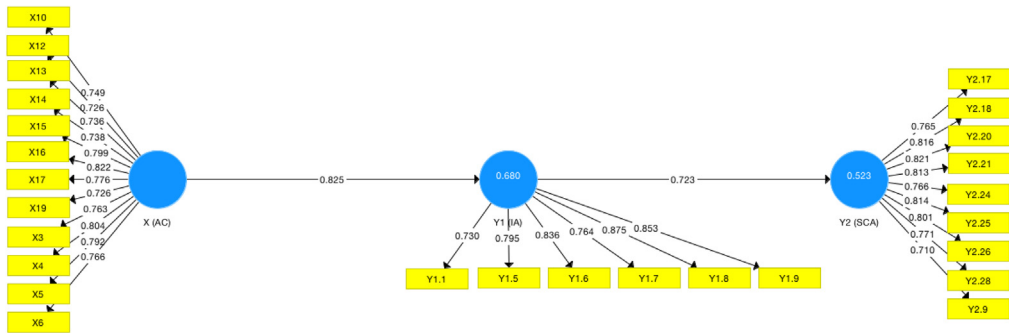 X10
X12
X13
X14
X15
X16
X17
X19
X3
X4
X5
X6
0.749
0.726
0.736
0.738
0.799
0.822
0.776
0.726
0.763
0.804
0.792
0.766
X (AC)
0.825
0.680
Y1 (IA)
0.730
0.795
0.836
0.764
0.875
0.853
Y1.1
Y1.5
Y1.6
Y1.7
Y1.8
Y1.9
0.723
0.523
Y2 (SCA)
0.765
0.816
0.821
0.813
0.766
0.814
0.801
0.771
0.710
Y2.17
Y2.18
Y2.20
Y2.21
Y2.24
Y2.25
Y2.26
Y2.28
Y2.9